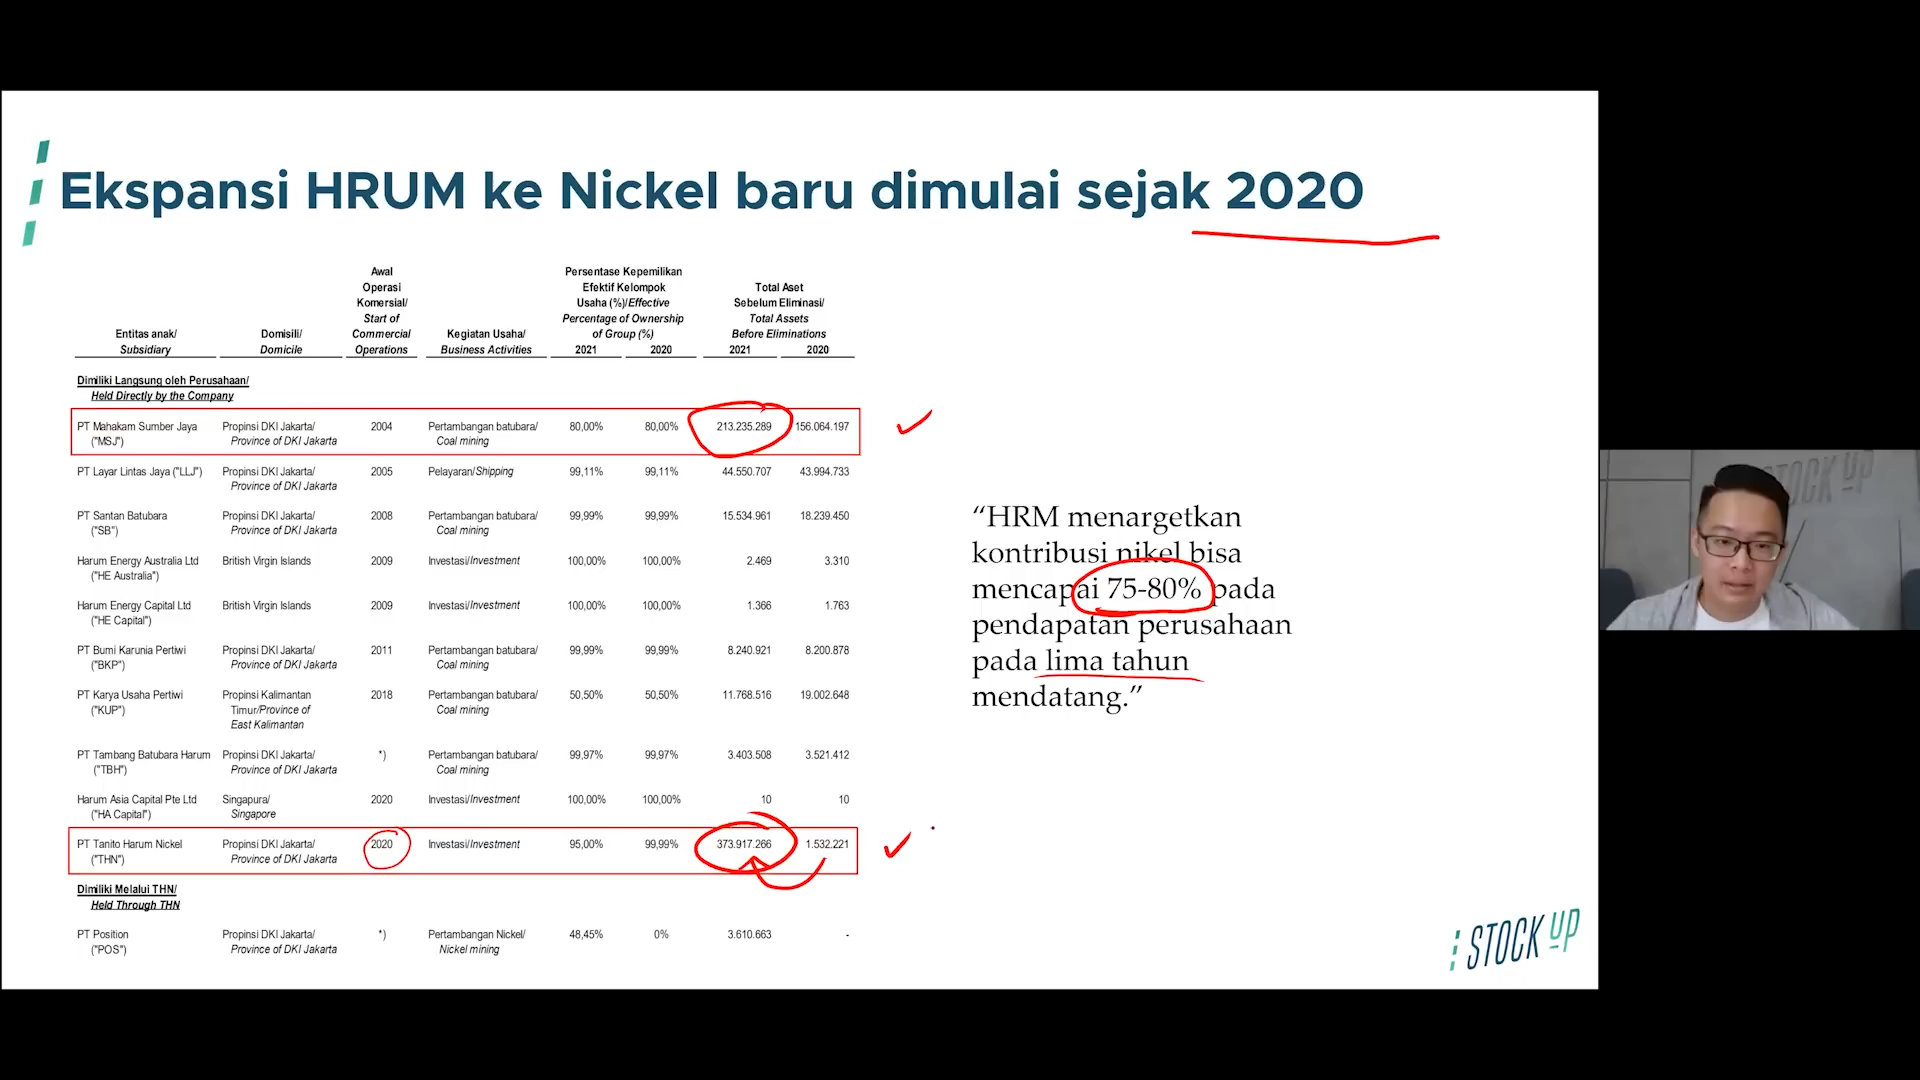 Ekspansi HRUM ke Nickel baru dimulai sejak 2020
Entitas anak/ Subsidiary
Domisili/ Domicile
Awal Operasi Komersial/ Start of Commercial Operations
Kegiatan Usaha/ Business Activities
Persentase Kepemilikan Efektif Kelompok Usaha (%)/Effective Percentage of Ownership of Group (%)
2021 2020
Total Aset Sebelum Eliminasi/ Total Assets Before Eliminations
2021 2020
Dimiliki Langsung oleh Perusahaan/
Held Directly by the Company
PT Mahakam Sumber Jaya Propinsi DKI Jakarta/ 2004 Pertambangan batubara/ 80,00% 80,00% 213.235.289 156.064.197
("MSJ") Province of DKI Jakarta Coal mining
PT Layar Lintas Jaya ("LLJ") Propinsi DKI Jakarta/ 2005 Pelayaran/Shipping 99,11% 99,11% 44.550.707 43.994.733
Province of DKI Jakarta
PT Santan Batubara Propinsi DKI Jakarta/ 2008 Pertambangan batubara/ 99,99% 99,99% 15.534.961 18.239.450
("SB") Province of DKI Jakarta Coal mining
Harum Energy Australia Ltd British Virgin Islands 2009 Investasi/Investment 100,00% 100,00% 2.469 3.310
("HE Australia")
Harum Energy Capital Ltd British Virgin Islands 2009 Investasi/Investment 100,00% 100,00% 1.366 1.763
("HE Capital")
PT Bumi Karunia Pertiwi Propinsi DKI Jakarta/ 2011 Pertambangan batubara/ 99,99% 99,99% 8.240.921 8.200.878
("BKP") Province of DKI Jakarta Coal mining
PT Karya Usaha Pertiwi Propinsi Kalimantan 2018 Pertambangan batubara/ 50,50% 50,50% 11.768.516 19.002.648
("KUP") Timur/Province of Coal mining
East Kalimantan
PT Tambang Batubara Harum Propinsi DKI Jakarta/ *) Pertambangan batubara/ 99,97% 99,97% 3.403.508 3.521.412
("TBH") Province of DKI Jakarta Coal mining
Harum Asia Capital Pte Ltd Singapura/ 2020 Investasi/Investment 100,00% 100,00% 10 10
("HA Capital") Singapore
PT Tanito Harum Nickel Propinsi DKI Jakarta/ 2020 Investasi/Investment 95,00% 99,99% 373.917.266 1.532.221
("THN") Province of DKI Jakarta
Dimiliki Melalui THN/
Held Through THN
PT Position Propinsi DKI Jakarta/ *) Pertambangan Nickel/ 48,45% 0% 3.610.663 -
("POS") Province of DKI Jakarta Nickel mining
“HRM menargetkan
kontribusi nikel bisa
mencapai 75-80% pada
pendapatan perusahaan
pada lima tahun
mendatang.”
STOCK UP
STOCK UP